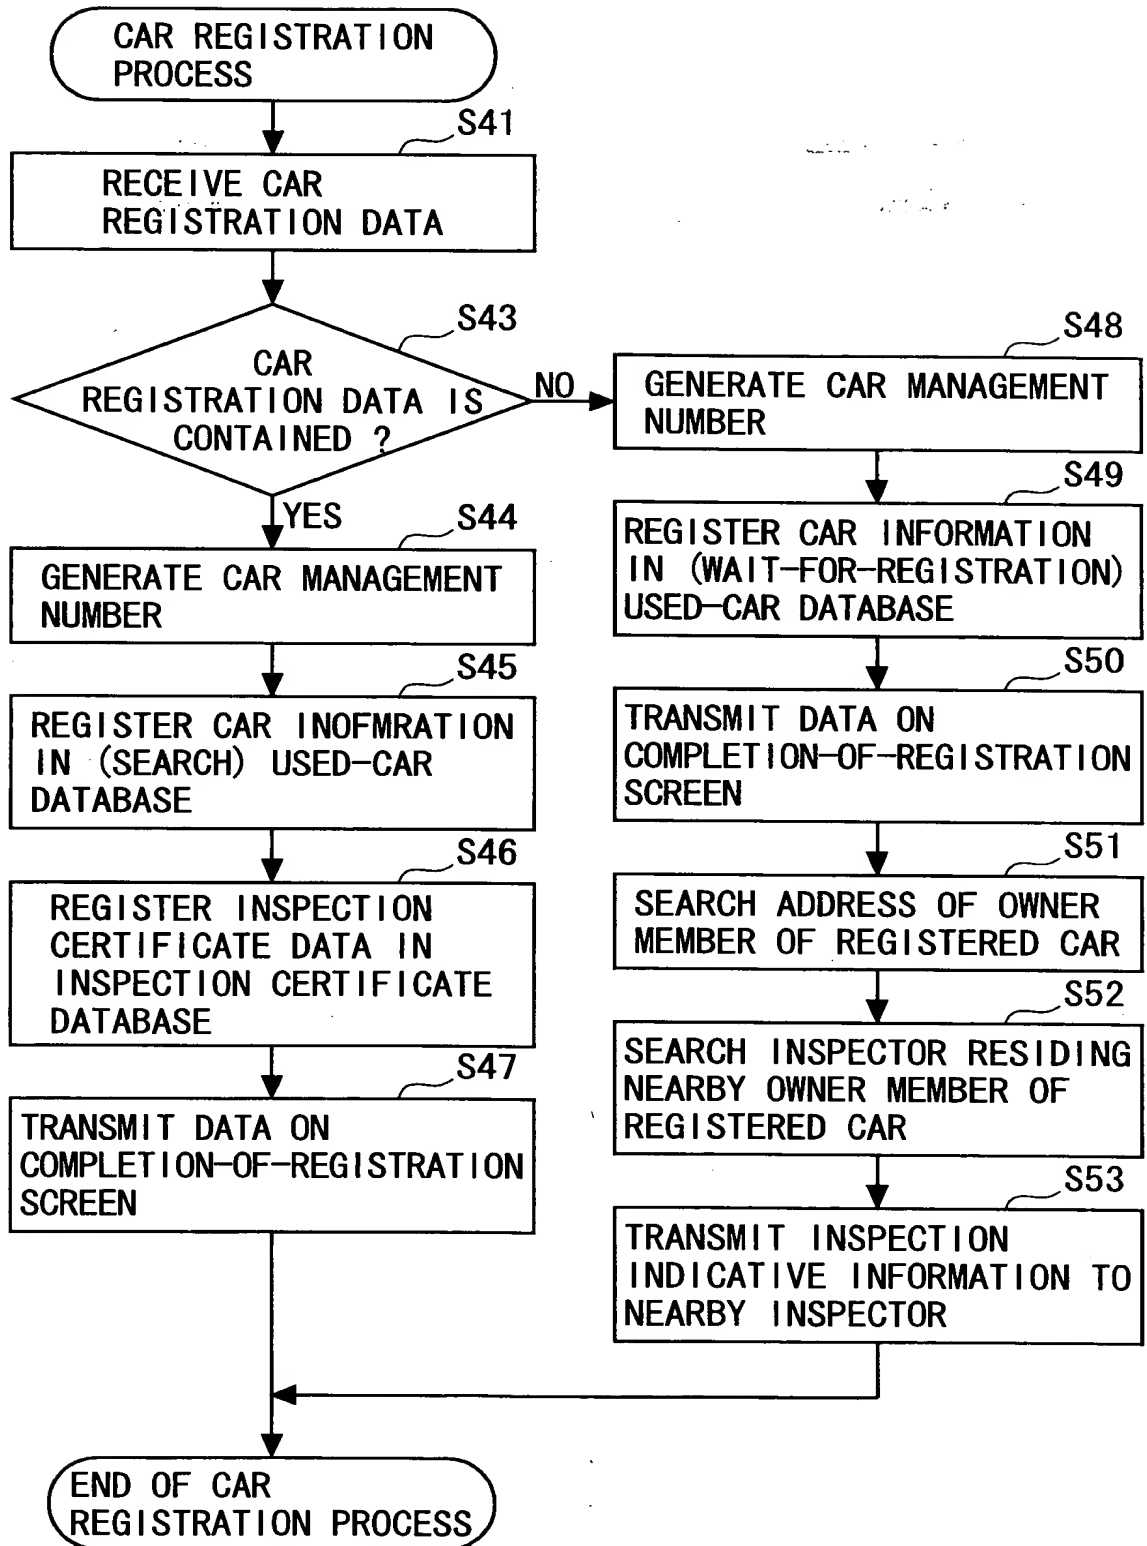 CAR REGISTRATION
PROCESS
S41
RECEIVE CAR
REGISTRATION DATA
S43
CAR
REGISTRATION DATA IS
CONTAINED ?
NO
YES
S44
GENERATE CAR MANAGEMENT
NUMBER
S45
REGISTER CAR INOFMRATION
IN (SEARCH) USED-CAR
DATABASE
S46
REGISTER INSPECTION
CERTIFICATE DATA IN
INSPECTION CERTIFICATE
DATABASE
S47
TRANSMIT DATA ON
COMPLETION-OF-REGISTRATION
SCREEN
S48
GENERATE CAR MANAGEMENT
NUMBER
S49
REGISTER CAR INFORMATION
IN (WAIT-FOR-REGISTRATION)
USED-CAR DATABASE
S50
TRANSMIT DATA ON
COMPLETION-OF-REGISTRATION
SCREEN
S51
SEARCH ADDRESS OF OWNER
MEMBER OF REGISTERED CAR
S52
SEARCH INSPECTOR RESIDING
NEARBY OWNER MEMBER OF
REGISTERED CAR
S53
TRANSMIT INSPECTION
INDICATIVE INFORMATION TO
NEARBY INSPECTOR
END OF CAR
REGISTRATION PROCESS